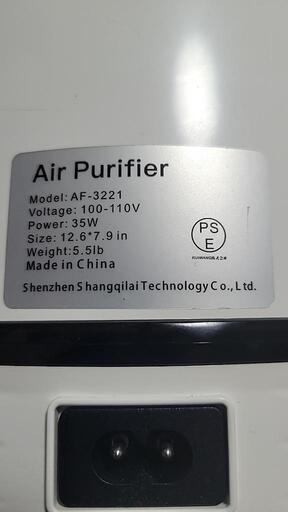 Air Purifier
Model: AF-3221
Voltage: 100-110V
Power: 35W
Size: 12.6*7.9 in
Weight:5.5lb
Made in China
Shenzhen Shangqilai Technology Co., Ltd.
PS
E